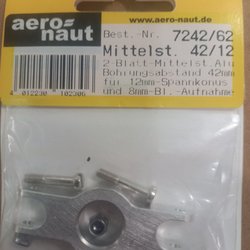 aero-
naut
www.aero-naut.de
Best.-Nr. 7242/62
Mittelst. 42/12
2-Blatt-Mittelst.Alu
Bohrungsabstand 42mm
für 12mm-Spannkonus
und 8mm-Bl.-Aufnahme
4 012230 102306